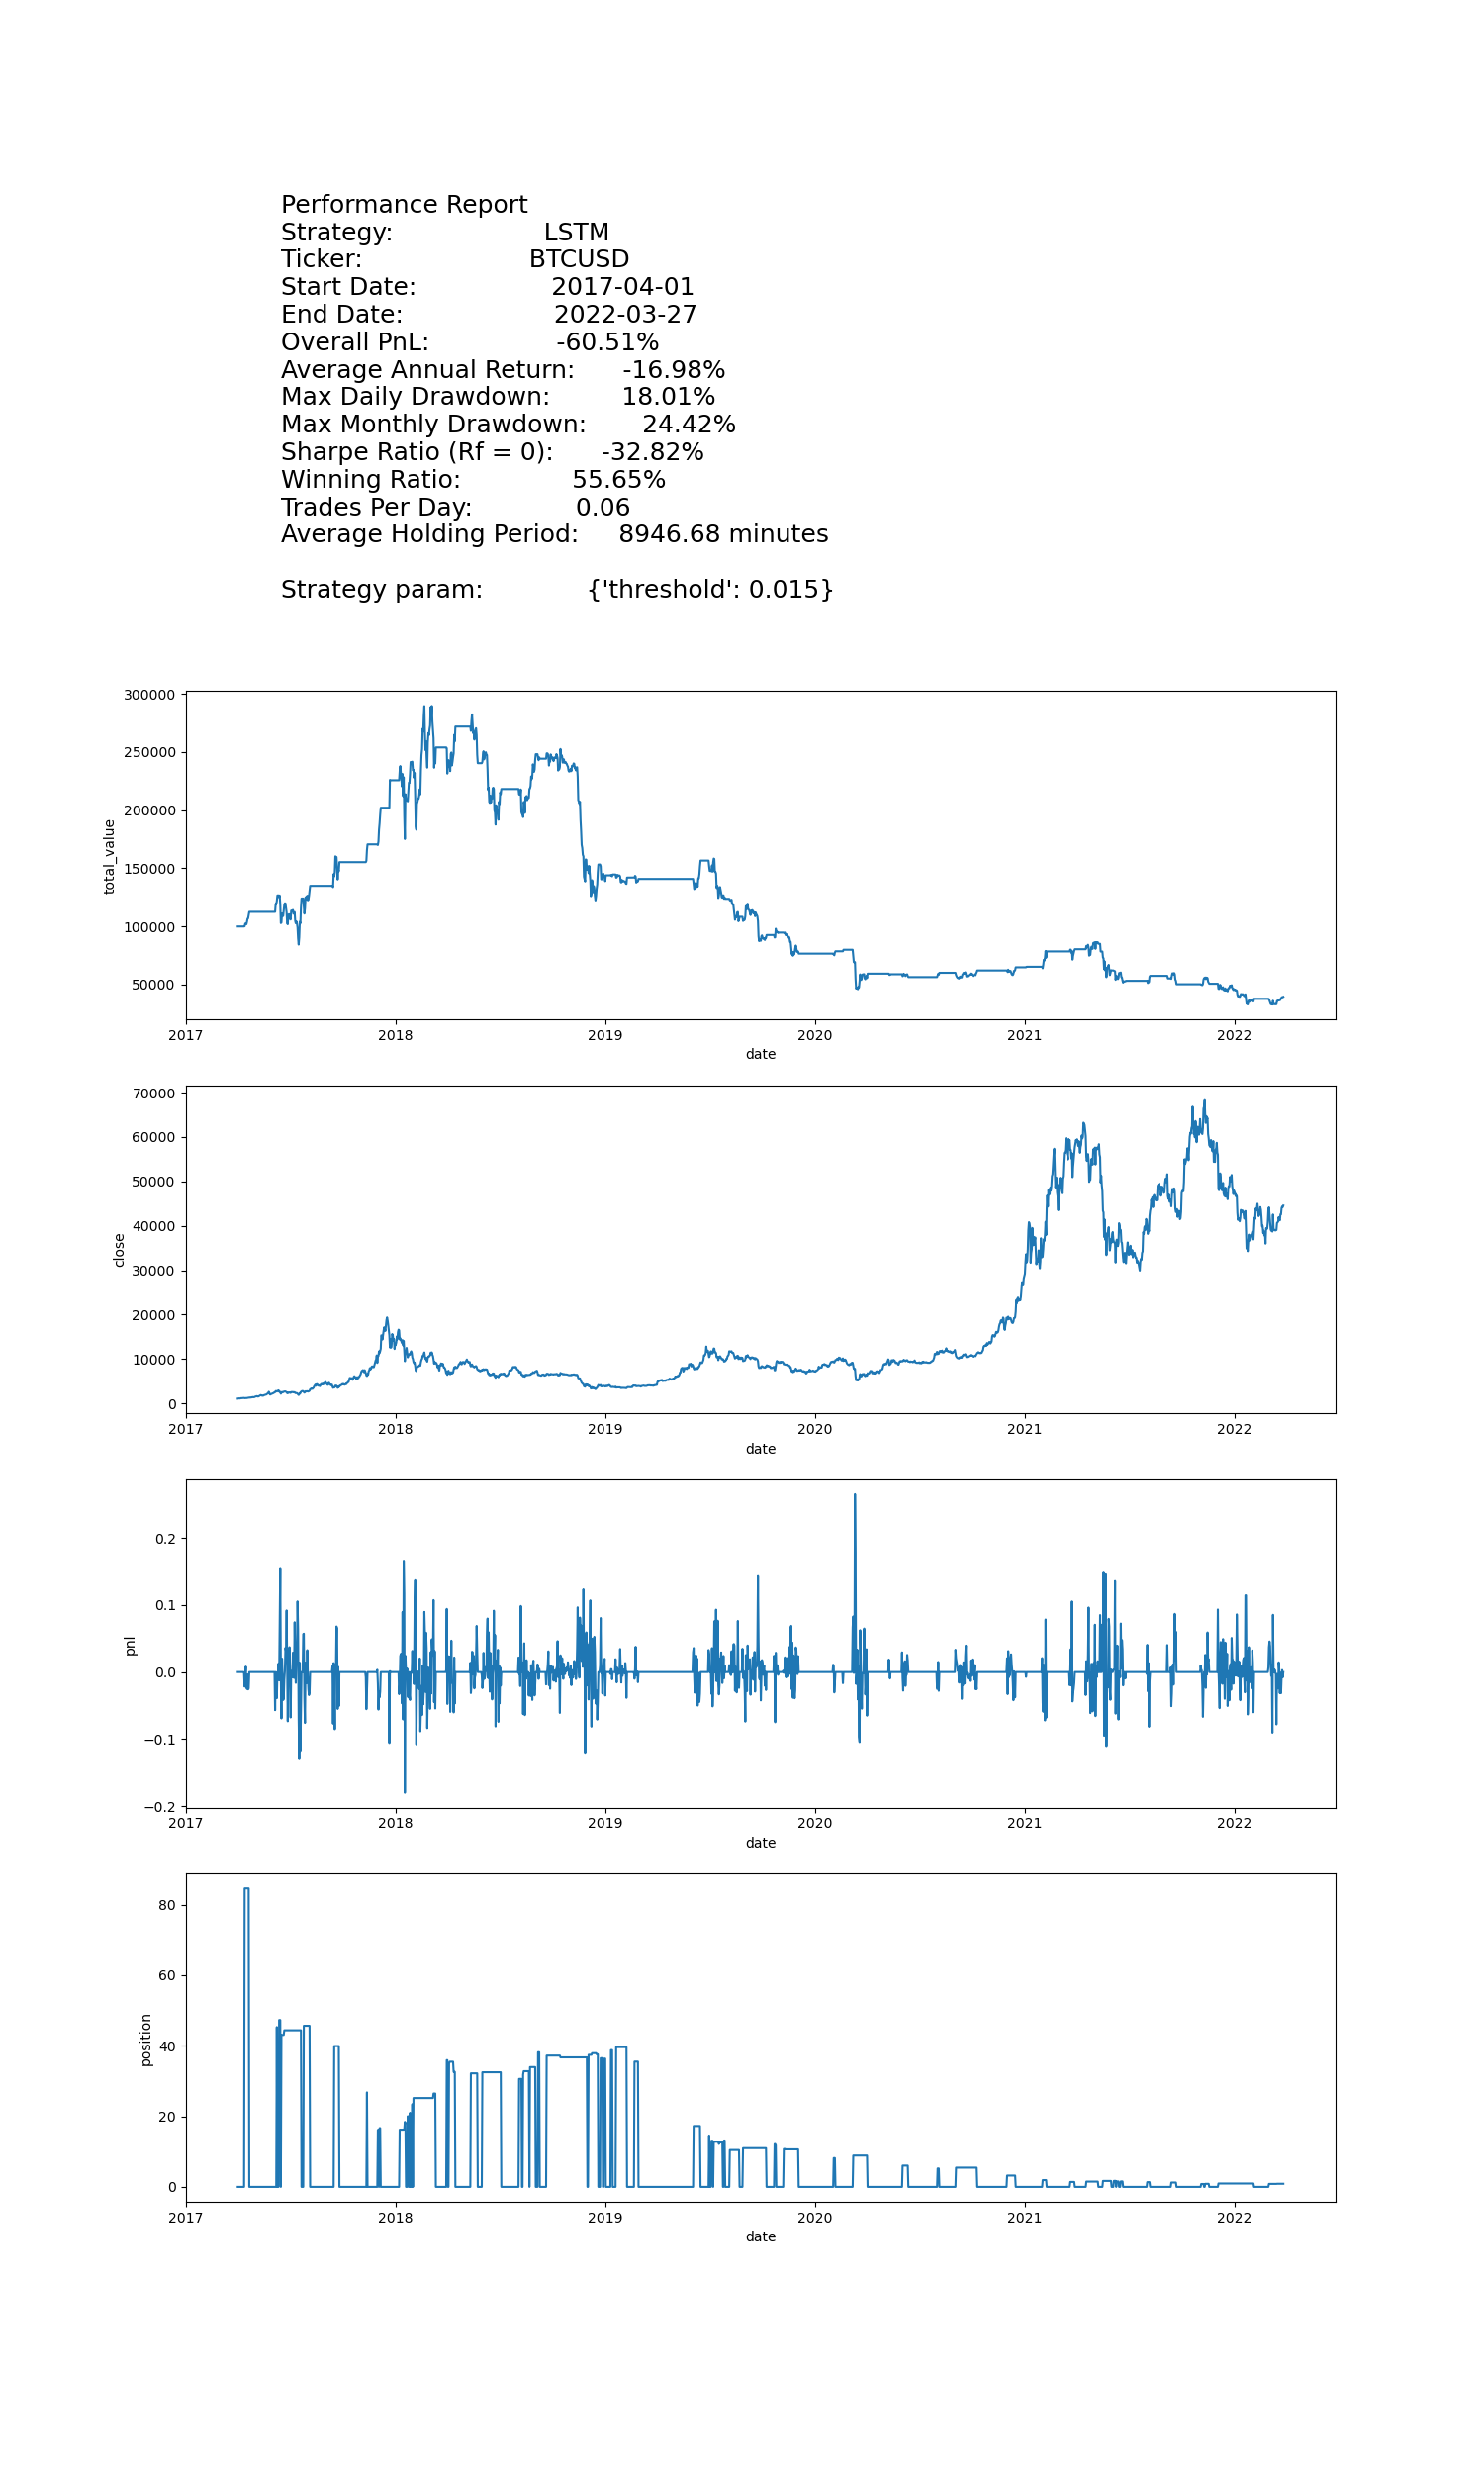 Performance Report
Strategy: LSTM
Ticker: BTCUSD
Start Date: 2017-04-01
End Date: 2022-03-27
Overall PnL: -60.51%
Average Annual Return: -16.98%
Max Daily Drawdown: 18.01%
Max Monthly Drawdown: 24.42%
Sharpe Ratio (Rf = 0): -32.82%
Winning Ratio: 55.65%
Trades Per Day: 0.06
Average Holding Period: 8946.68 minutes
Strategy param: {'threshold': 0.015}
300000
250000
200000
150000
100000
50000
total_value
2017 2018 2019 2020 2021 2022
date
70000
60000
50000
40000
30000
20000
10000
0
close
2017 2018 2019 2020 2021 2022
date
0.2
0.1
0.0
−0.1
−0.2
pnl
2017 2018 2019 2020 2021 2022
date
80
60
40
20
0
position
2017 2018 2019 2020 2021 2022
date